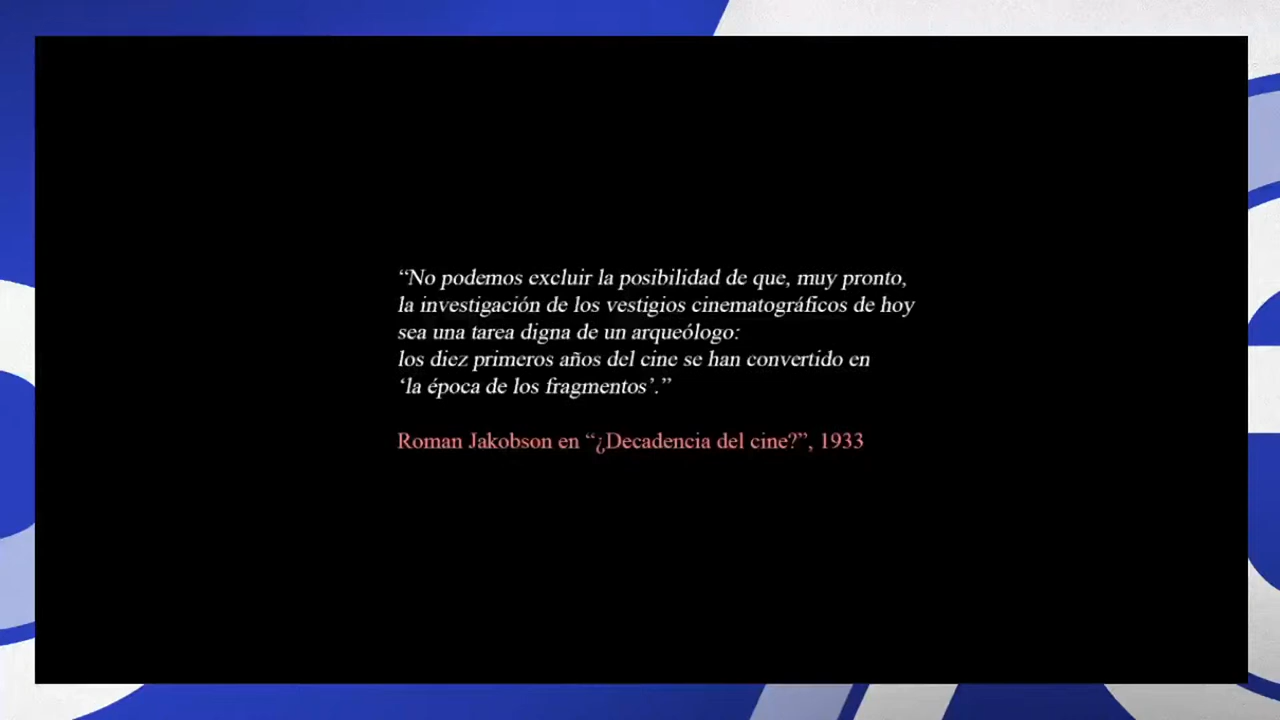 “No podemos excluir la posibilidad de que, muy pronto,
la investigación de los vestigios cinematográficos de hoy
sea una tarea digna de un arqueólogo:
los diez primeros años del cine se han convertido en
‘la época de los fragmentos’.”
Roman Jakobson en “¿Decadencia del cine?”, 1933